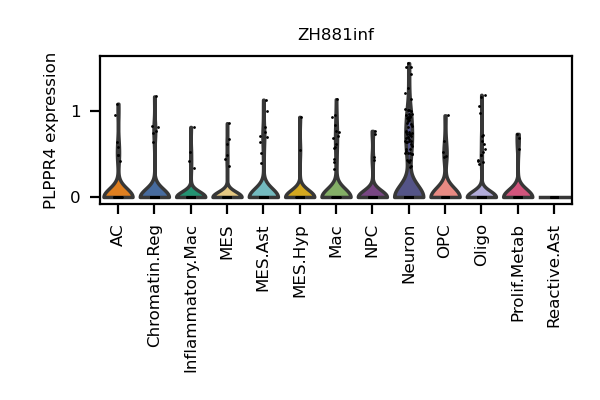 ZH881inf
PLPPR4 expression
1
0
AC
Chromatin.Reg
Inflammatory.Mac
MES
MES.Ast
MES.Hyp
Mac
NPC
Neuron
OPC
Oligo
Prolif.Metab
Reactive.Ast